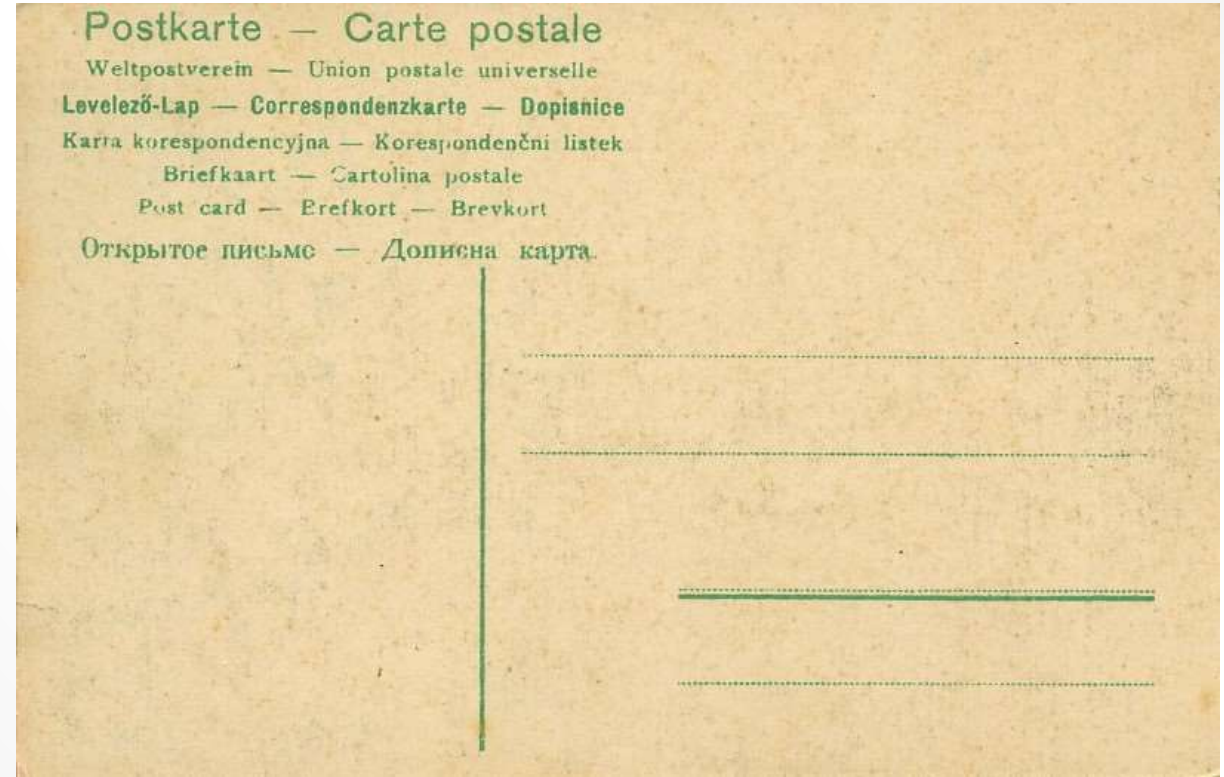 Postkarte — Carte postale
Weltpostverein — Union postale universelle
Levelező-Lap — Correspondenzkarte — Dopisnice
Karta korespondencyjna — Korespondenční listek
Briefkaart — Cartolina postale
Post card — Brefkort — Brevkort
Открытое письмо — Дописна карта.